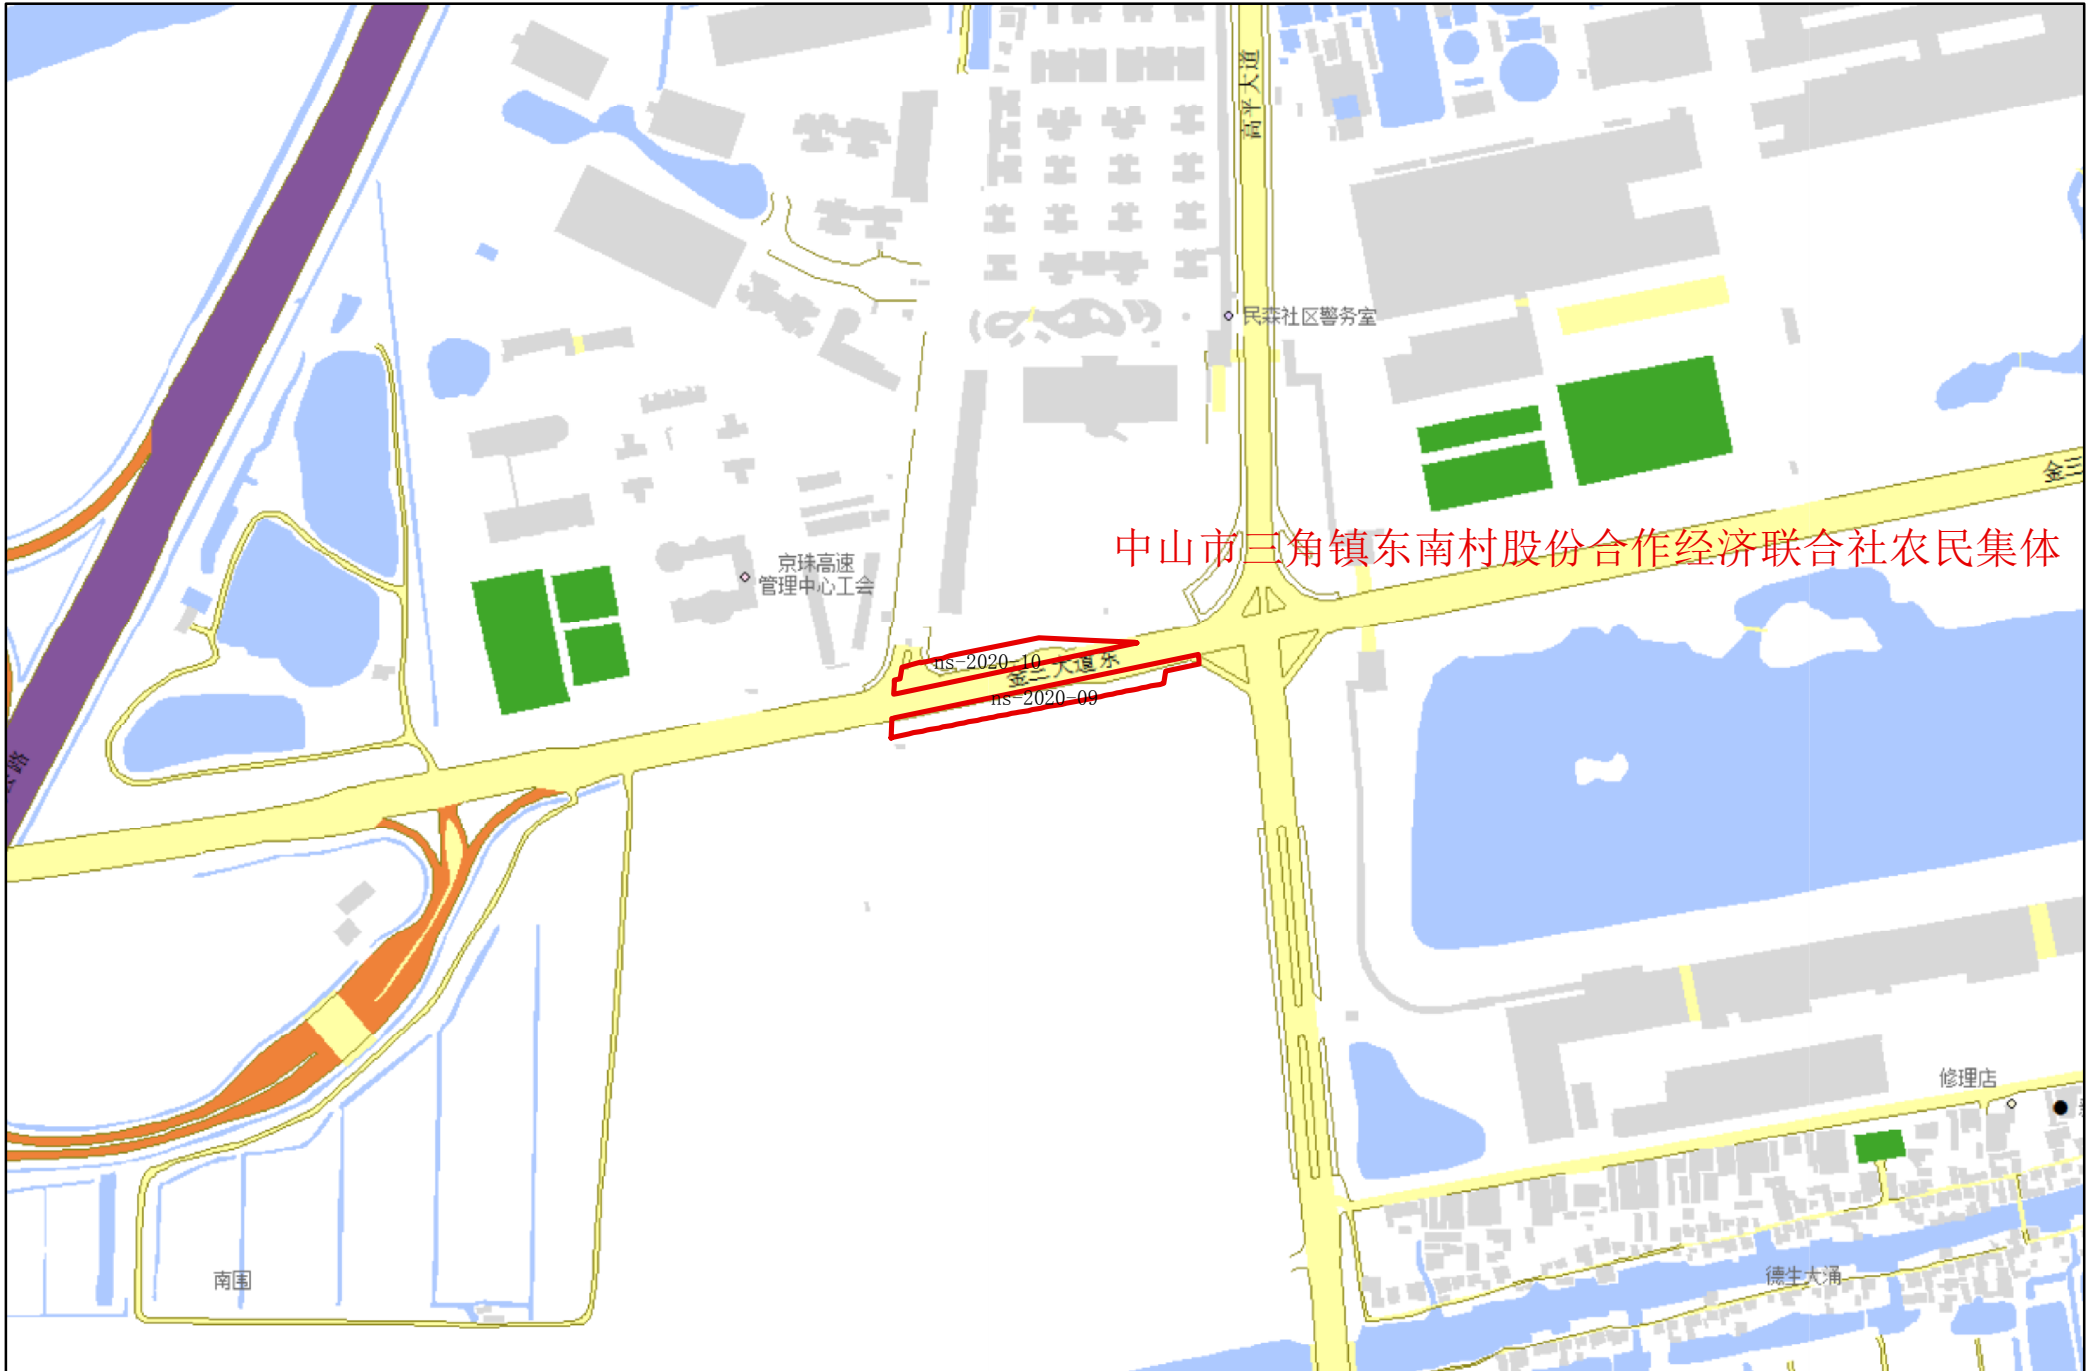 高平大道
民森社区警务室
金三
中山市三角镇东南村股份合作经济联合社农民集体
京珠高速
管理中心工会
ns-2020-10
金三大道东
ns-2020-09
路
修理店
南围
德生大涌